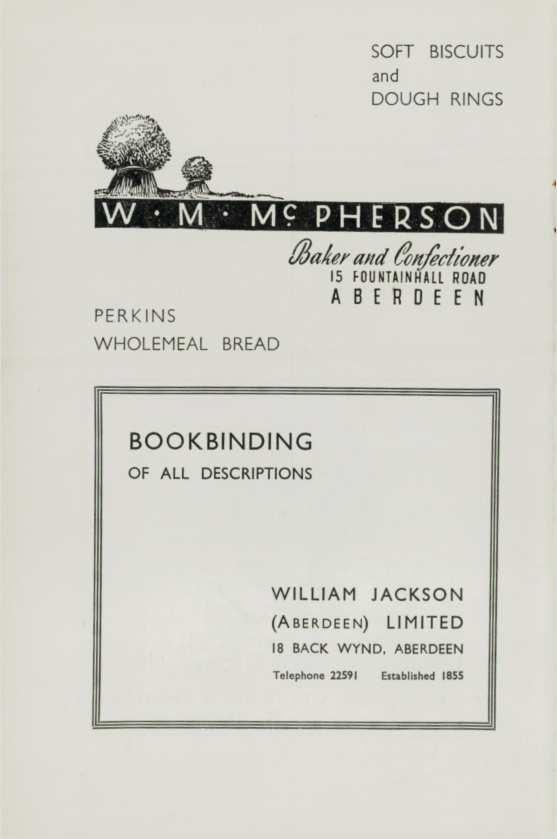 SOFT BISCUITS
and
DOUGH RINGS
W · M · Mc PHERSON
Baker and Confectioner
15 FOUNTAINHALL ROAD
ABERDEEN
PERKINS
WHOLEMEAL BREAD
BOOKBINDING
OF ALL DESCRIPTIONS
WILLIAM JACKSON
(ABERDEEN) LIMITED
18 BACK WYND, ABERDEEN
Telephone 22591 Established 1855